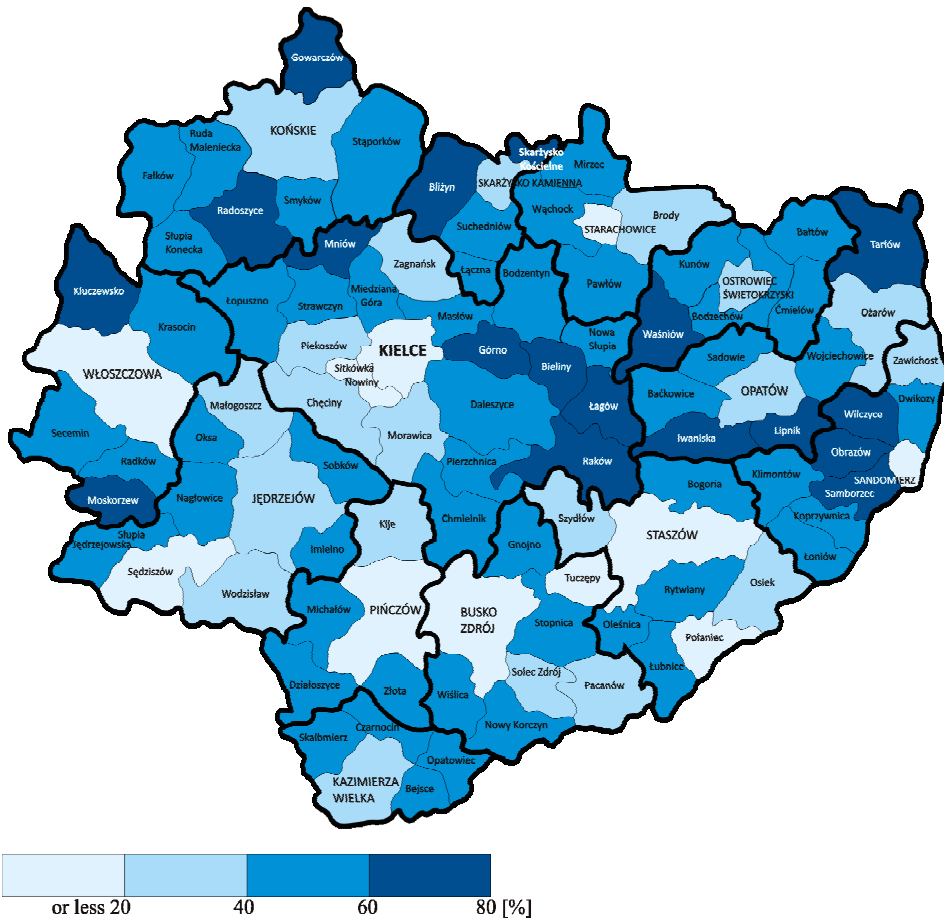 Gowarczów
KOŃSKIE
Ruda
Maleniecka
Stąporków
Fałków
Skarżysko
Kościelne
Mirzec
Bliżyn
SKARŻYSKO KAMIENNA
Radoszyce
Smyków
Wąchock
Brody
Suchedniów
STARACHOWICE
Słupia
Konecka
Mniów
Bałtów
Tarłów
Zagnańsk
Łączna
Bodzentyn
Kunów
Pawłów
OSTROWIEC
ŚWIETOKRZYSKI
Kluczewsko
Łopuszno
Strawczyn
Miedziana
Góra
Masłów
Bodzechów
Ćmielów
Ożarów
Krasocin
Nowa
Słupia
Waśniów
Piekoszów
KIELCE
Górno
Sadowie
Wojciechowice
Zawichost
WŁOSZCZOWA
Sitkówka
Nowiny
Bieliny
Baćkowice
OPATÓW
Małogoszcz
Chęciny
Daleszyce
Łagów
Dwikozy
Wilczyce
Secemin
Oksa
Morawica
Iwaniska
Lipnik
Radków
Sobków
Pierzchnica
Raków
Obrazów
Moskorzew
Nagłowice
JĘDRZEJÓW
Bogoria
Klimontów
SANDOMIERZ
Samborzec
Słupia
Jędrzejowska
Kije
Chmielnik
Szydłów
Koprzywnica
Imielno
Gnojno
STASZÓW
Łoniów
Sędziszów
Tuczępy
Osiek
Wodzisław
Michałów
PIŃCZÓW
BUSKO
ZDRÓJ
Rytwiany
Stopnica
Oleśnica
Połaniec
Solec Zdrój
Łubnice
Działoszyce
Złota
Wiślica
Pacanów
Nowy Korczyn
Skalbmierz
Czarnocin
Opatowiec
KAZIMIERZA
WIELKA
Bejsce
or less 20 40 60 80 [%]